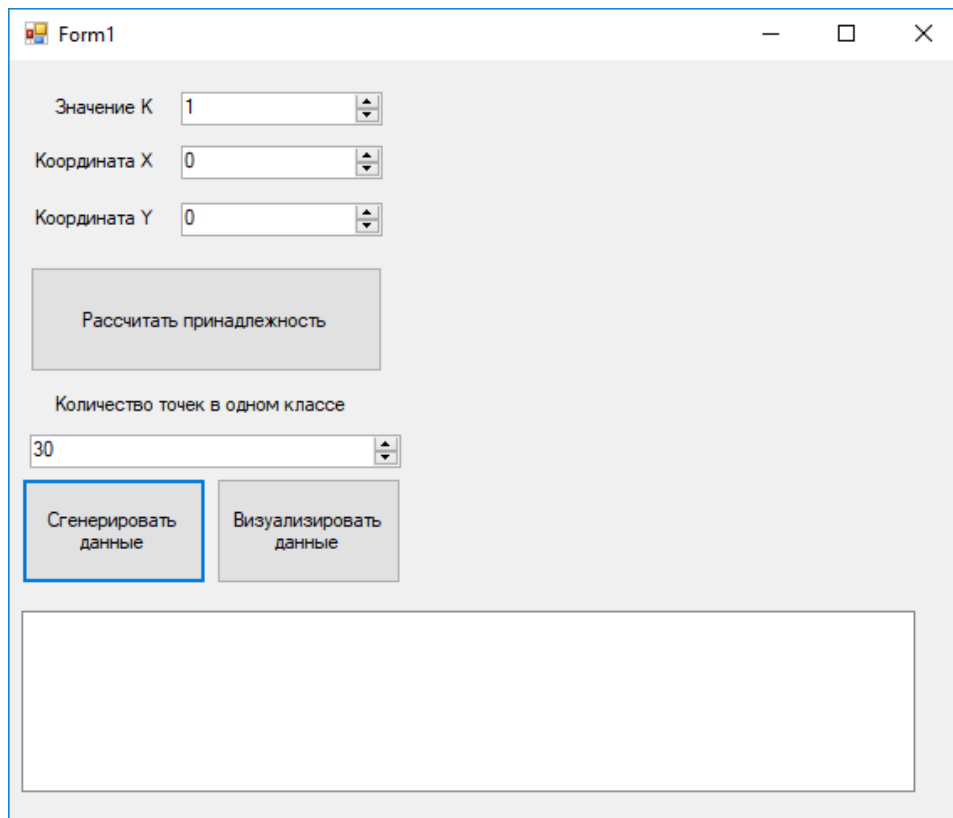 Form1
Значение K
1
Координата X
0
Координата Y
0
Рассчитать принадлежность
Количество точек в одном классе
30
Сгенерировать
данные
Визуализировать
данные